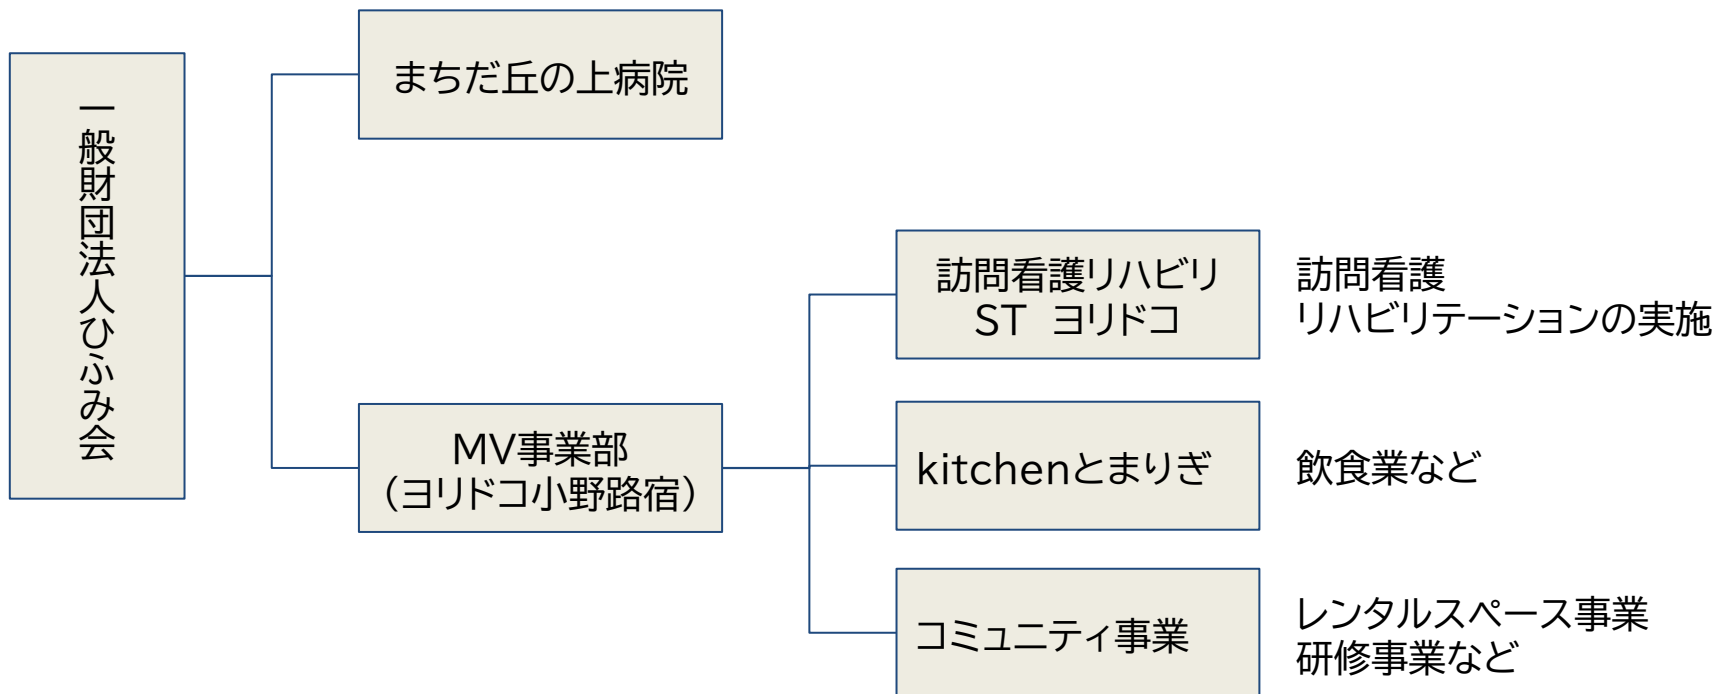 一般財団法人ひふみ会
まちだ丘の上病院
MV事業部
（ヨリドコ小野路宿）
訪問看護リハビリ
ST　ヨリドコ
訪問看護
リハビリテーションの実施
kitchenとまりぎ
飲食業など
コミュニティ事業
レンタルスペース事業
研修事業など